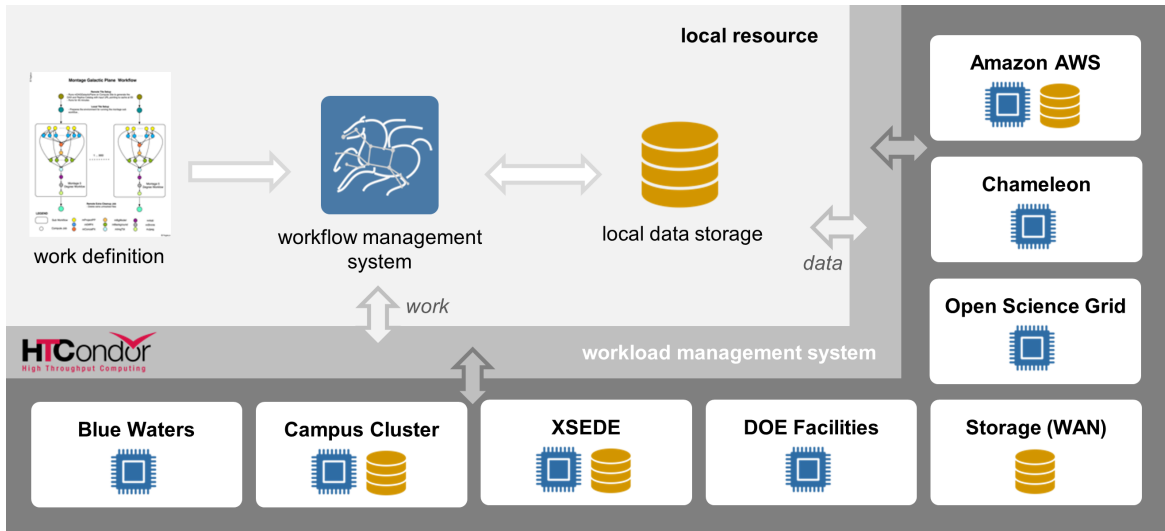 local resource
Montage Galactic Plane Workflow
work definition
workflow management
system
local data storage
data
work
HTCondor
High Throughput Computing
workload management system
Amazon AWS
Chameleon
Open Science Grid
Blue Waters
Campus Cluster
XSEDE
DOE Facilities
Storage (WAN)